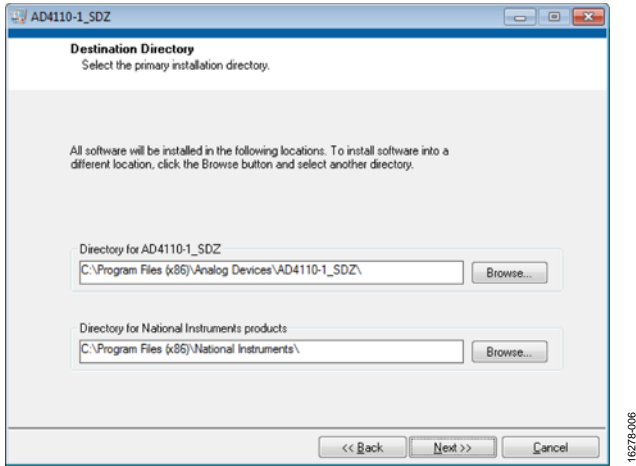 AD4110-1_SDZ
Destination Directory
Select the primary installation directory.
All software will be installed in the following locations. To install software into a
different location, click the Browse button and select another directory.
Directory for AD4110-1_SDZ
C:\Program Files (x86)\Analog Devices\AD4110-1_SDZ\
Browse...
Directory for National Instruments products
C:\Program Files (x86)\National Instruments\
Browse...
<< Back
Next >>
Cancel
16278-006